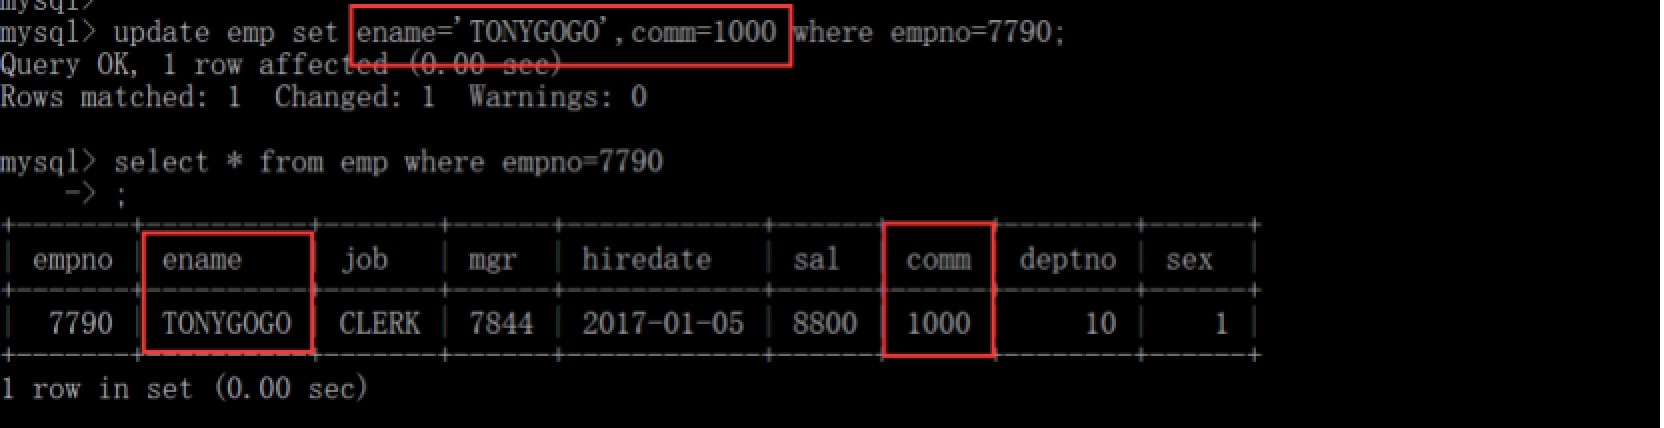 mysql>
mysql> update emp set ename='TONYGOGO',comm=1000 where empno=7790;
Query OK, 1 row affected (0.00 sec)
Rows matched: 1  Changed: 1  Warnings: 0
mysql> select * from emp where empno=7790
    -> ;
+-------+----------+-------+------+------------+------+------+--------+------+
| empno | ename    | job   | mgr  | hiredate   | sal  | comm | deptno | sex  |
+-------+----------+-------+------+------------+------+------+--------+------+
|  7790 | TONYGOGO | CLERK | 7844 | 2017-01-05 | 8800 | 1000 |     10 |    1 |
+-------+----------+-------+------+------------+------+------+--------+------+
1 row in set (0.00 sec)